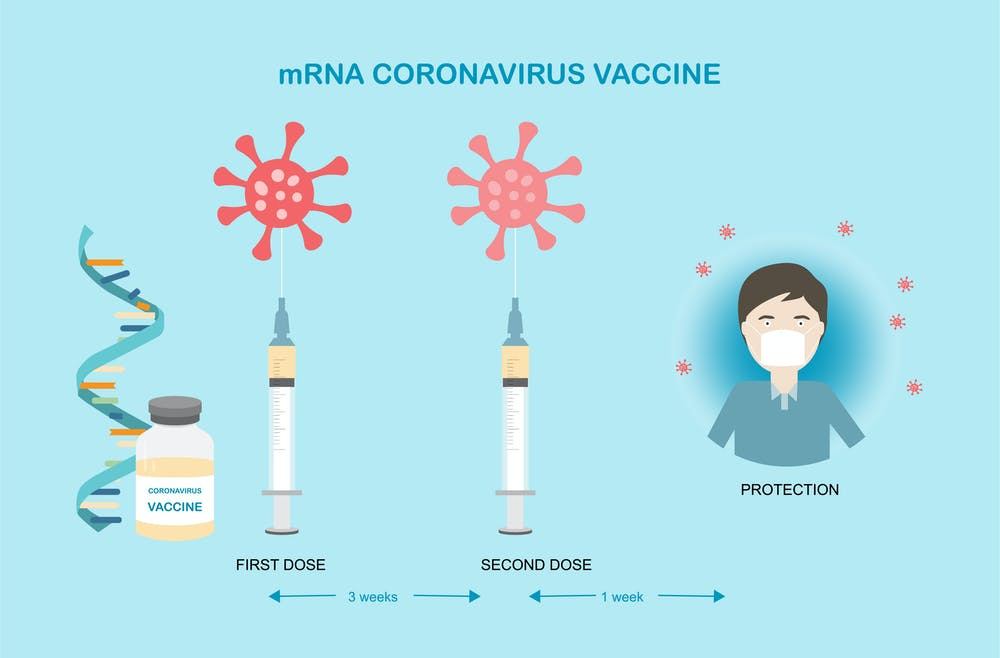 mRNA CORONAVIRUS VACCINE
CORONAVIRUS
VACCINE
PROTECTION
FIRST DOSE
SECOND DOSE
3 weeks
1 week